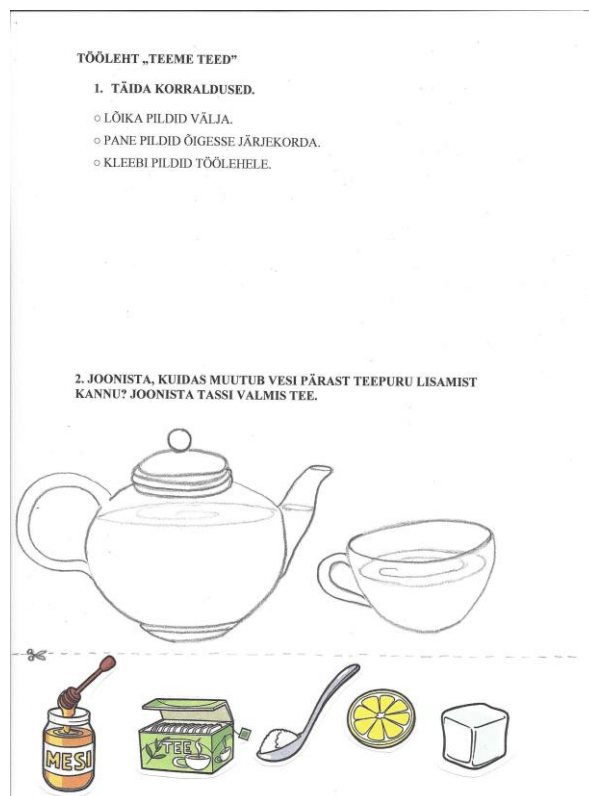 TÖÖLEHT „TEEME TEED”
1. TÄIDA KORRALDUSED.
○ LÕIKA PILDID VÄLJA.
○ PANE PILDID ÕIGESSE JÄRJEKORDA.
○ KLEEBI PILDID TÖÖLEHELE.
2. JOONISTA, KUIDAS MUUTUB VESI PÄRAST TEEPURU LISAMIST
KANNU? JOONISTA TASSI VALMIS TEE.
MESI
TEE